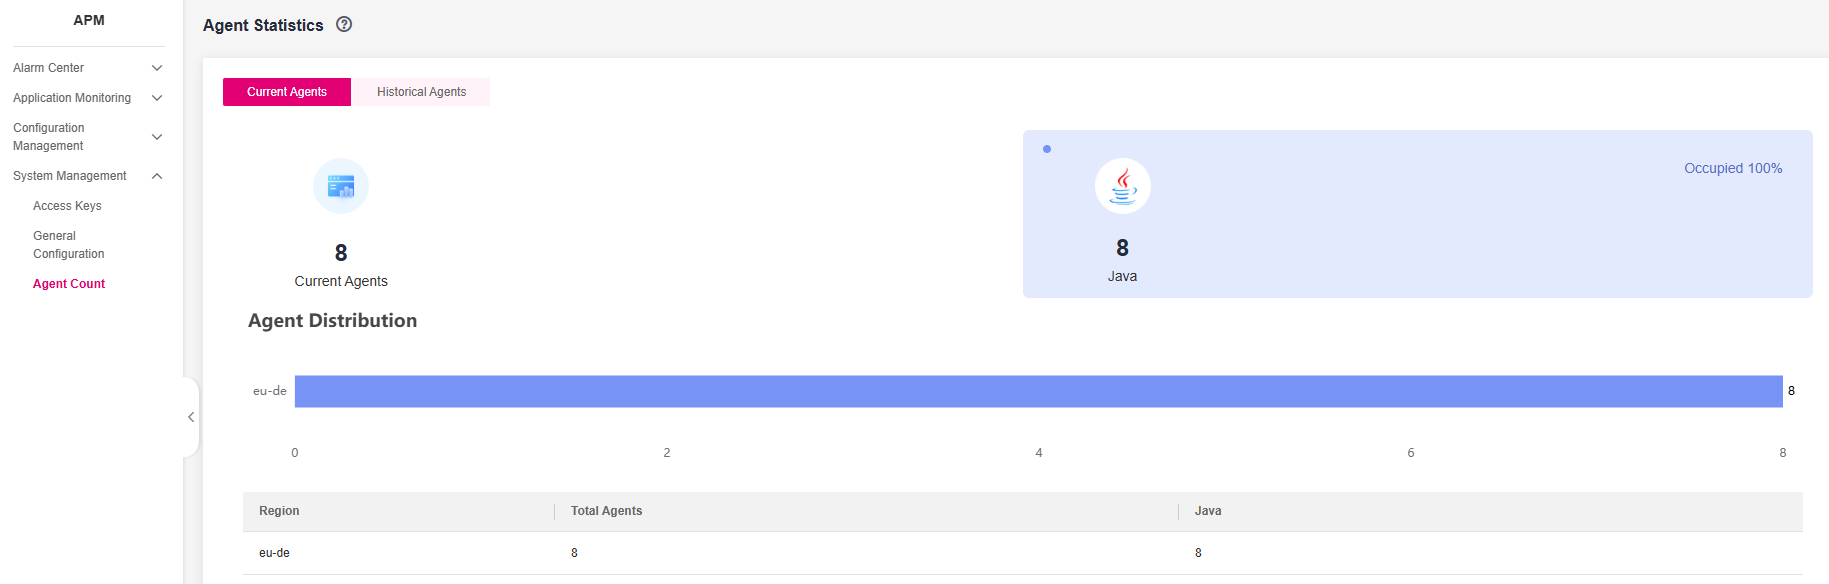 APM
Alarm Center
Application Monitoring
Configuration
Management
System Management
Access Keys
General
Configuration
Agent Count
Agent Statistics ?
Current Agents Historical Agents
8
Current Agents
Occupied 100%
8
Java
Agent Distribution
eu-de 8
0 2 4 6 8
Region Total Agents Java
eu-de 8 8